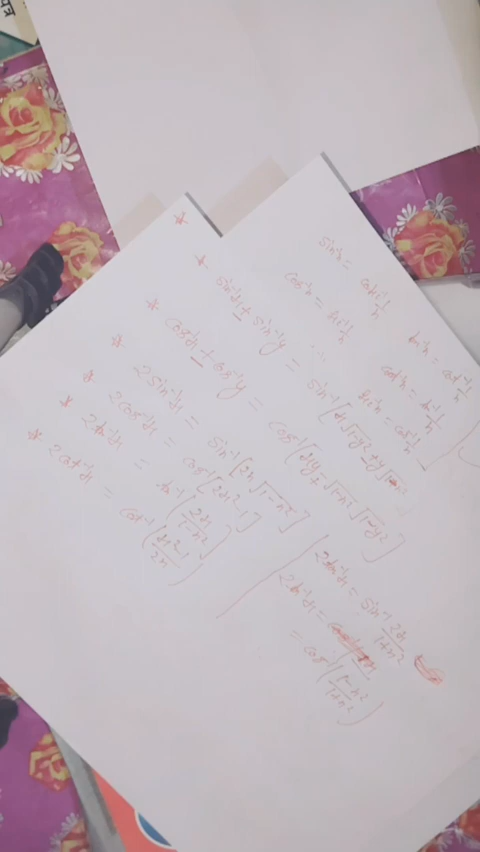 sin⁻¹x = cosec⁻¹ 1/x
cos⁻¹x = sec⁻¹ 1/x
tan⁻¹x = cot⁻¹ 1/x
cot⁻¹x = tan⁻¹ 1/x
sec⁻¹x = cos⁻¹ 1/x
* sin⁻¹x ± sin⁻¹y = sin⁻¹[x√1-y² ± y√1-x²]
* cos⁻¹x ± cos⁻¹y = cos⁻¹[xy ∓ √1-x² √1-y²]
* 2sin⁻¹x = sin⁻¹[2x√1-x²]
* 2cos⁻¹x = cos⁻¹[2x²-1]
* 2tan⁻¹x = tan⁻¹(2x/1-x²)
* 2cot⁻¹x = cot⁻¹(x²-1/2x)
2tan⁻¹x = sin⁻¹ 2x/1+x²
2tan⁻¹x =
= cos⁻¹(1-x²/1+x²)